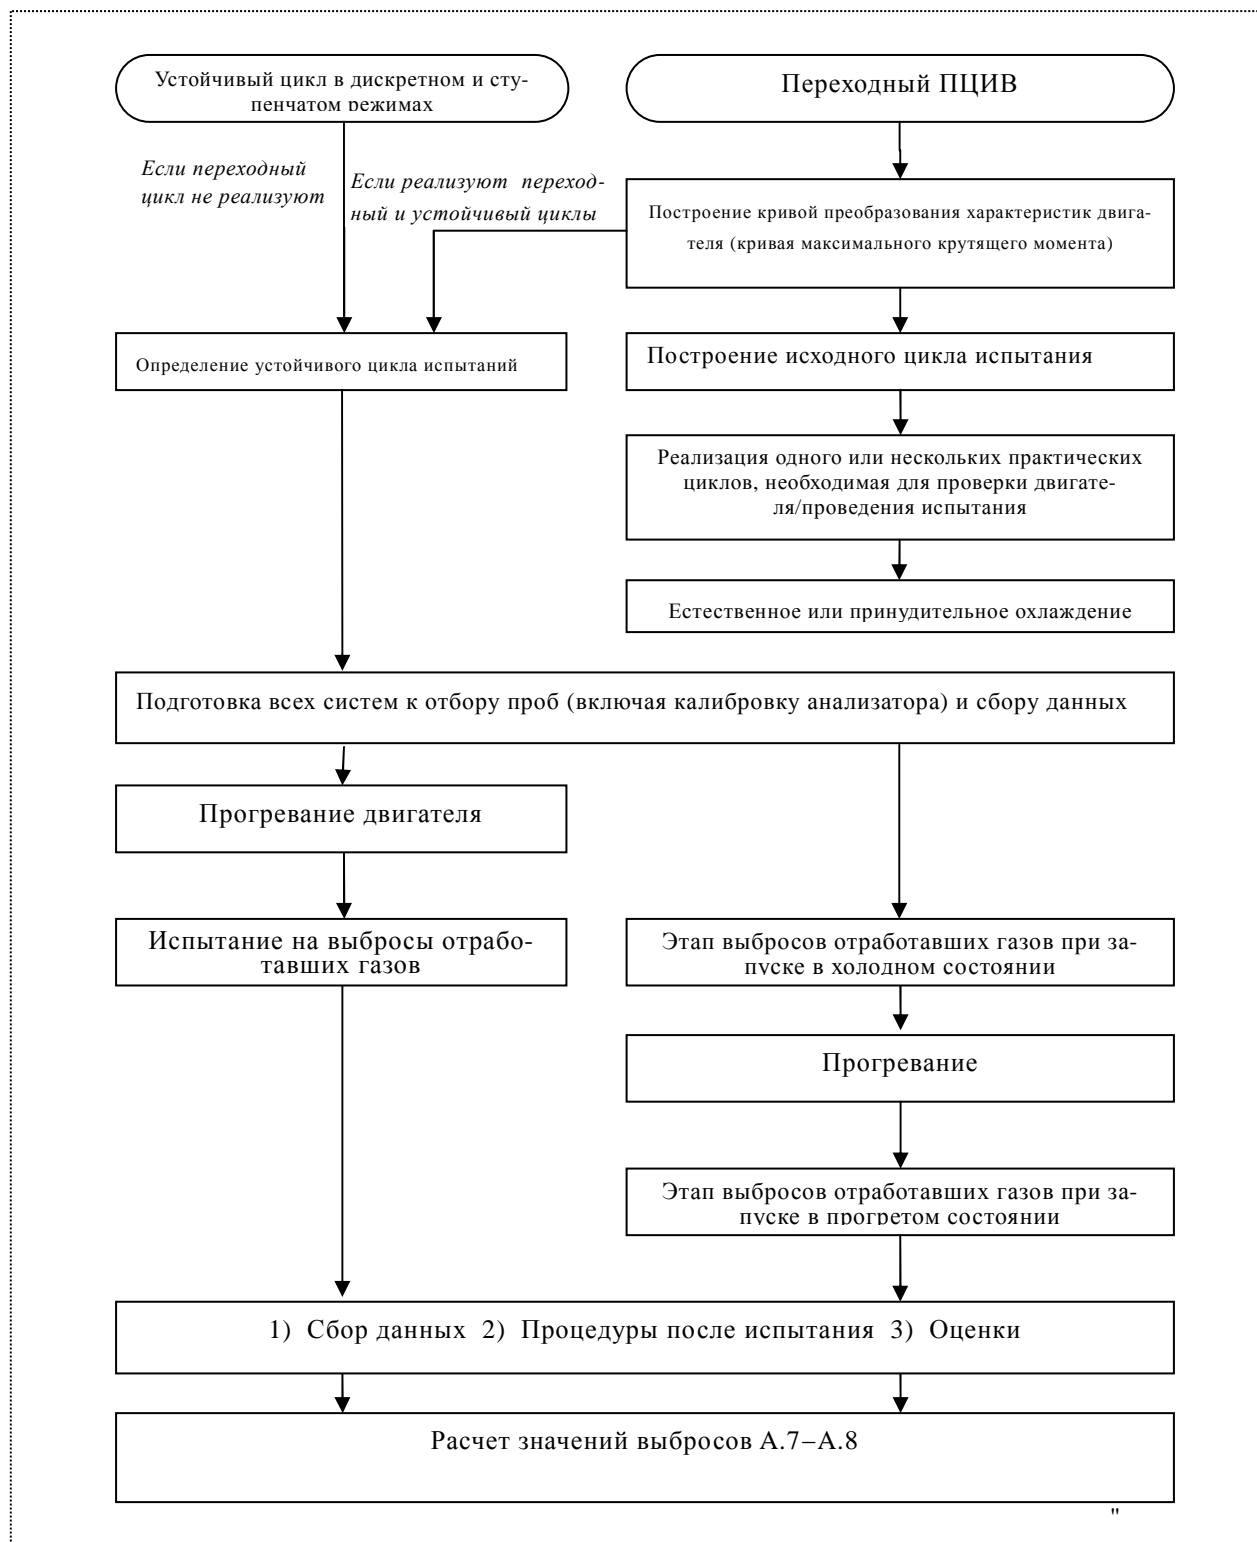 Устойчивый цикл в дискретном и сту-
пенчатом режимах
Переходный ПЦИВ
Если переходный
цикл не реализуют
Если реализуют переход-
ный и устойчивый циклы
Построение кривой преобразования характеристик двига-
теля (кривая максимального крутящего момента)
Определение устойчивого цикла испытаний
Построение исходного цикла испытания
Реализация одного или нескольких практических
циклов, необходимая для проверки двигате-
ля/проведения испытания
Естественное или принудительное охлаждение
Подготовка всех систем к отбору проб (включая калибровку анализатора) и сбору данных
Прогревание двигателя
Испытание на выбросы отрабо-
тавших газов
Этап выбросов отработавших газов при за-
пуске в холодном состоянии
Прогревание
Этап выбросов отработавших газов при за-
пуске в прогретом состоянии
1) Сбор данных 2) Процедуры после испытания 3) Оценки
Расчет значений выбросов А.7–А.8
"